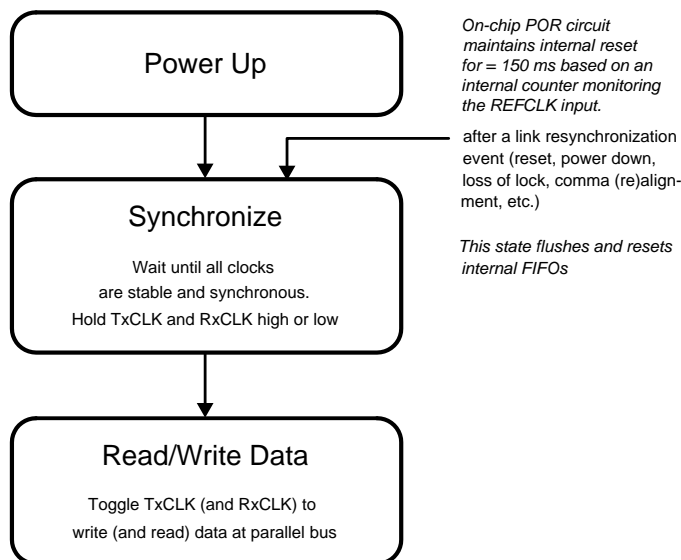 Power Up
On-chip POR circuit
maintains internal reset
for = 150 ms based on an
internal counter monitoring
the REFCLK input.
after a link resynchronization
event (reset, power down,
loss of lock, comma (re)align-
ment, etc.)
This state flushes and resets
internal FIFOs
Synchronize
Wait until all clocks
are stable and synchronous.
Hold TxCLK and RxCLK high or low
Read/Write Data
Toggle TxCLK (and RxCLK) to
write (and read) data at parallel bus